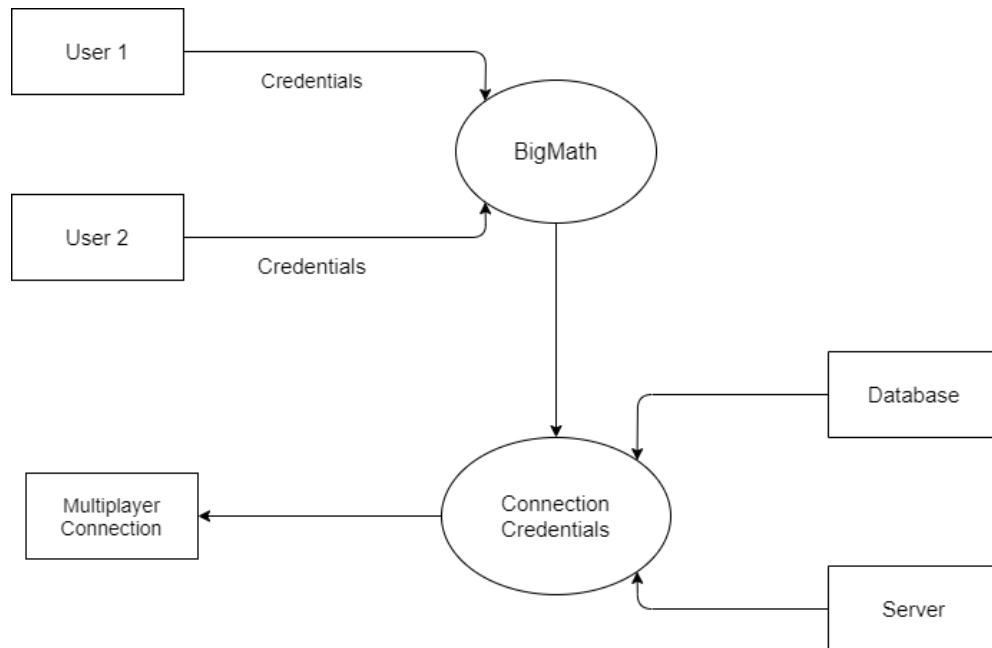 User 1
Credentials
BigMath
User 2
Credentials
Database
Connection
Credentials
Multiplayer
Connection
Server